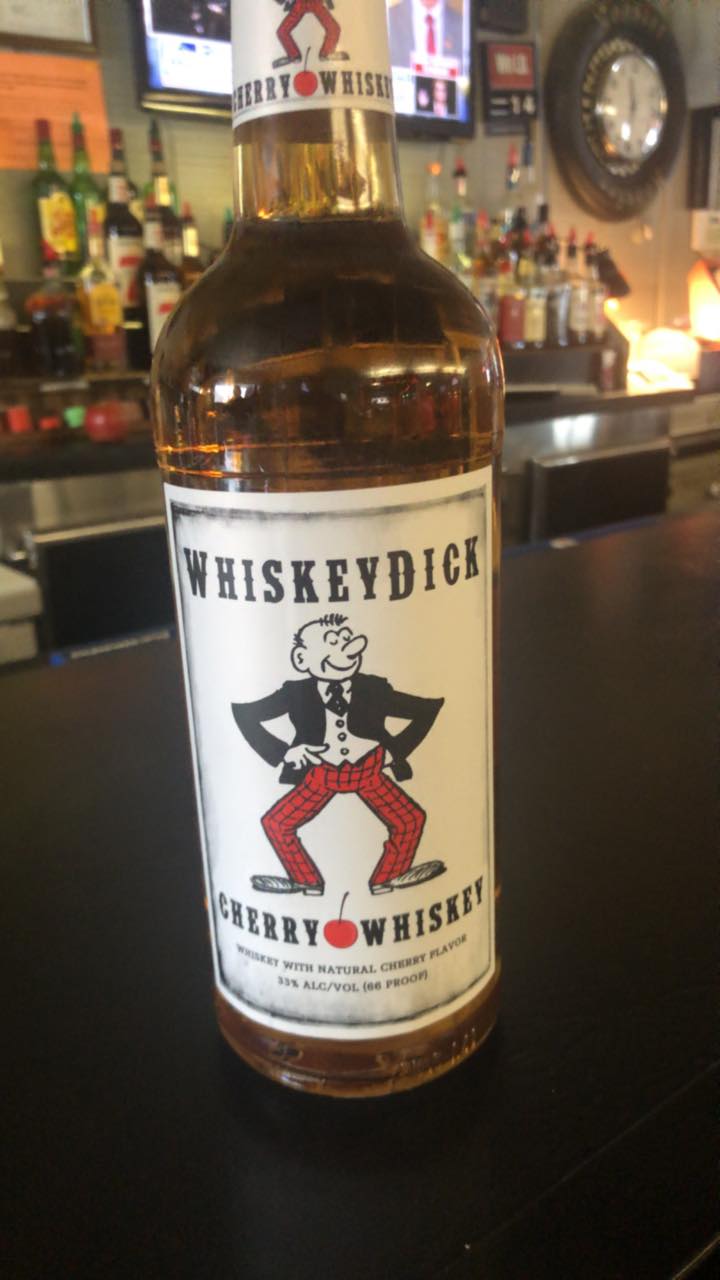 CHERRY WHISKEY
WHISKEYDICK
CHERRY WHISKEY
WHISKEY WITH NATURAL CHERRY FLAVOR
33% ALC/VOL (66 PROOF)